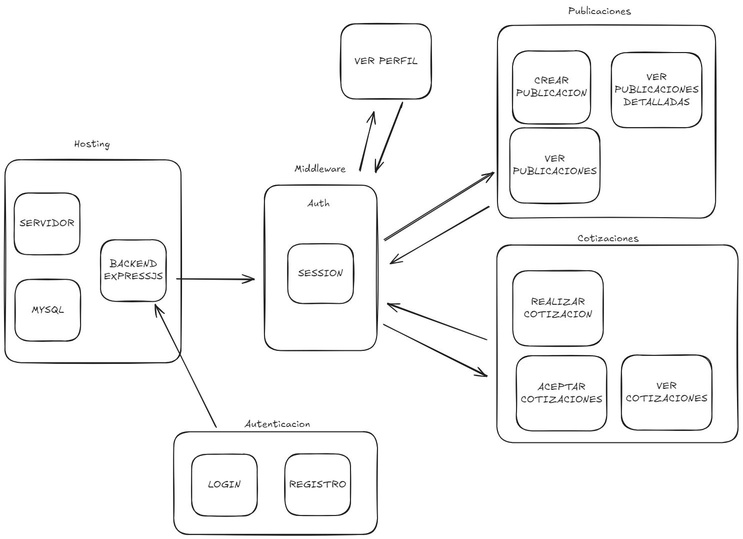 Publicaciones
VER PERFIL
CREAR
PUBLICACION
VER
PUBLICACIONES
DETALLADAS
VER
PUBLICACIONES
Hosting
SERVIDOR
BACKEND
EXPRESSJS
MYSQL
Middleware
Auth
SESSION
Cotizaciones
REALIZAR
COTIZACION
ACEPTAR
COTIZACIONES
VER
COTIZACIONES
Autenticacion
LOGIN
REGISTRO